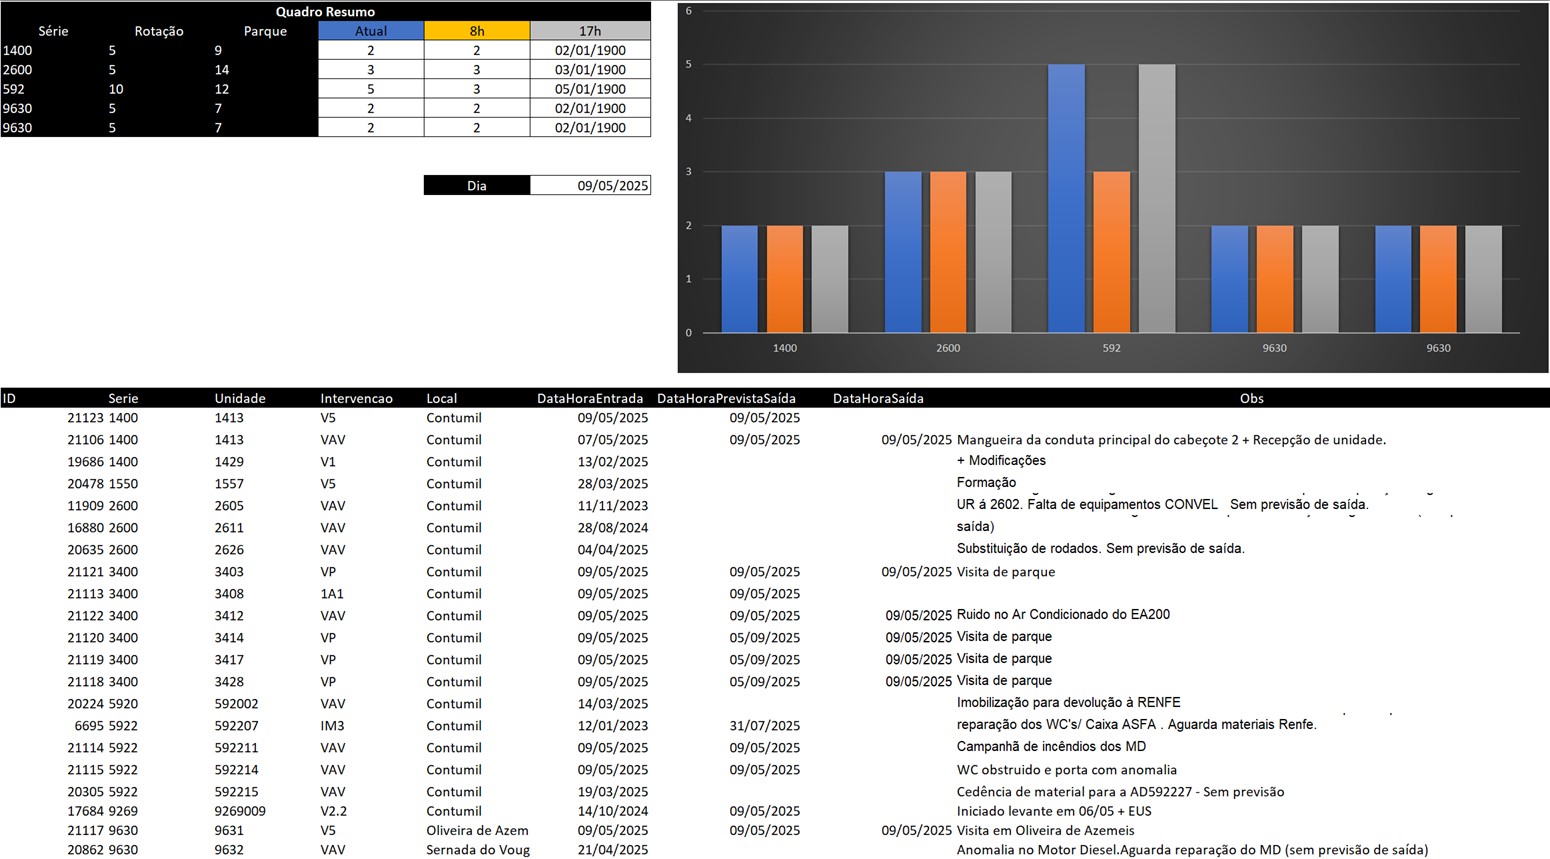 Quadro Resumo
Série Rotação Parque Atual 8h 17h
1400 5 9 2 2 02/01/1900
2600 5 14 3 3 03/01/1900
592 10 12 5 3 05/01/1900
9630 5 7 2 2 02/01/1900
9630 5 7 2 2 02/01/1900
Dia 09/05/2025
6
5
4
3
2
1
0
1400 2600 592 9630 9630
ID Serie Unidade Intervencao Local DataHoraEntrada DataHoraPrevistaSaída DataHoraSaída Obs
21123 1400 1413 V5 Contumil 09/05/2025 09/05/2025
21106 1400 1413 VAV Contumil 07/05/2025 09/05/2025 09/05/2025 Mangueira da conduta principal do cabeçote 2 + Recepção de unidade.
19686 1400 1429 V1 Contumil 13/02/2025 + Modificações
20478 1550 1557 V5 Contumil 28/03/2025 Formação
11909 2600 2605 VAV Contumil 11/11/2023 UR á 2602. Falta de equipamentos CONVEL Sem previsão de saída.
16880 2600 2611 VAV Contumil 28/08/2024 saída)
20635 2600 2626 VAV Contumil 04/04/2025 Substituição de rodados. Sem previsão de saída.
21121 3400 3403 VP Contumil 09/05/2025 09/05/2025 09/05/2025 Visita de parque
21113 3400 3408 1A1 Contumil 09/05/2025 09/05/2025
21122 3400 3412 VAV Contumil 09/05/2025 09/05/2025 09/05/2025 Ruido no Ar Condicionado do EA200
21120 3400 3414 VP Contumil 09/05/2025 05/09/2025 09/05/2025 Visita de parque
21119 3400 3417 VP Contumil 09/05/2025 05/09/2025 09/05/2025 Visita de parque
21118 3400 3428 VP Contumil 09/05/2025 05/09/2025 09/05/2025 Visita de parque
20224 5920 592002 VAV Contumil 14/03/2025 Imobilização para devolução à RENFE
6695 5922 592207 IM3 Contumil 12/01/2023 31/07/2025 reparação dos WC's/ Caixa ASFA . Aguarda materiais Renfe.
21114 5922 592211 VAV Contumil 09/05/2025 09/05/2025 Campanhã de incêndios dos MD
21115 5922 592214 VAV Contumil 09/05/2025 09/05/2025 WC obstruido e porta com anomalia
20305 5922 592215 VAV Contumil 19/03/2025 Cedência de material para a AD592227 - Sem previsão
17684 9269 9269009 V2.2 Contumil 14/10/2024 09/05/2025 Iniciado levante em 06/05 + EUS
21117 9630 9631 V5 Oliveira de Azem 09/05/2025 09/05/2025 09/05/2025 Visita em Oliveira de Azemeis
20862 9630 9632 VAV Sernada do Voug 21/04/2025 Anomalia no Motor Diesel.Aguarda reparação do MD (sem previsão de saída)